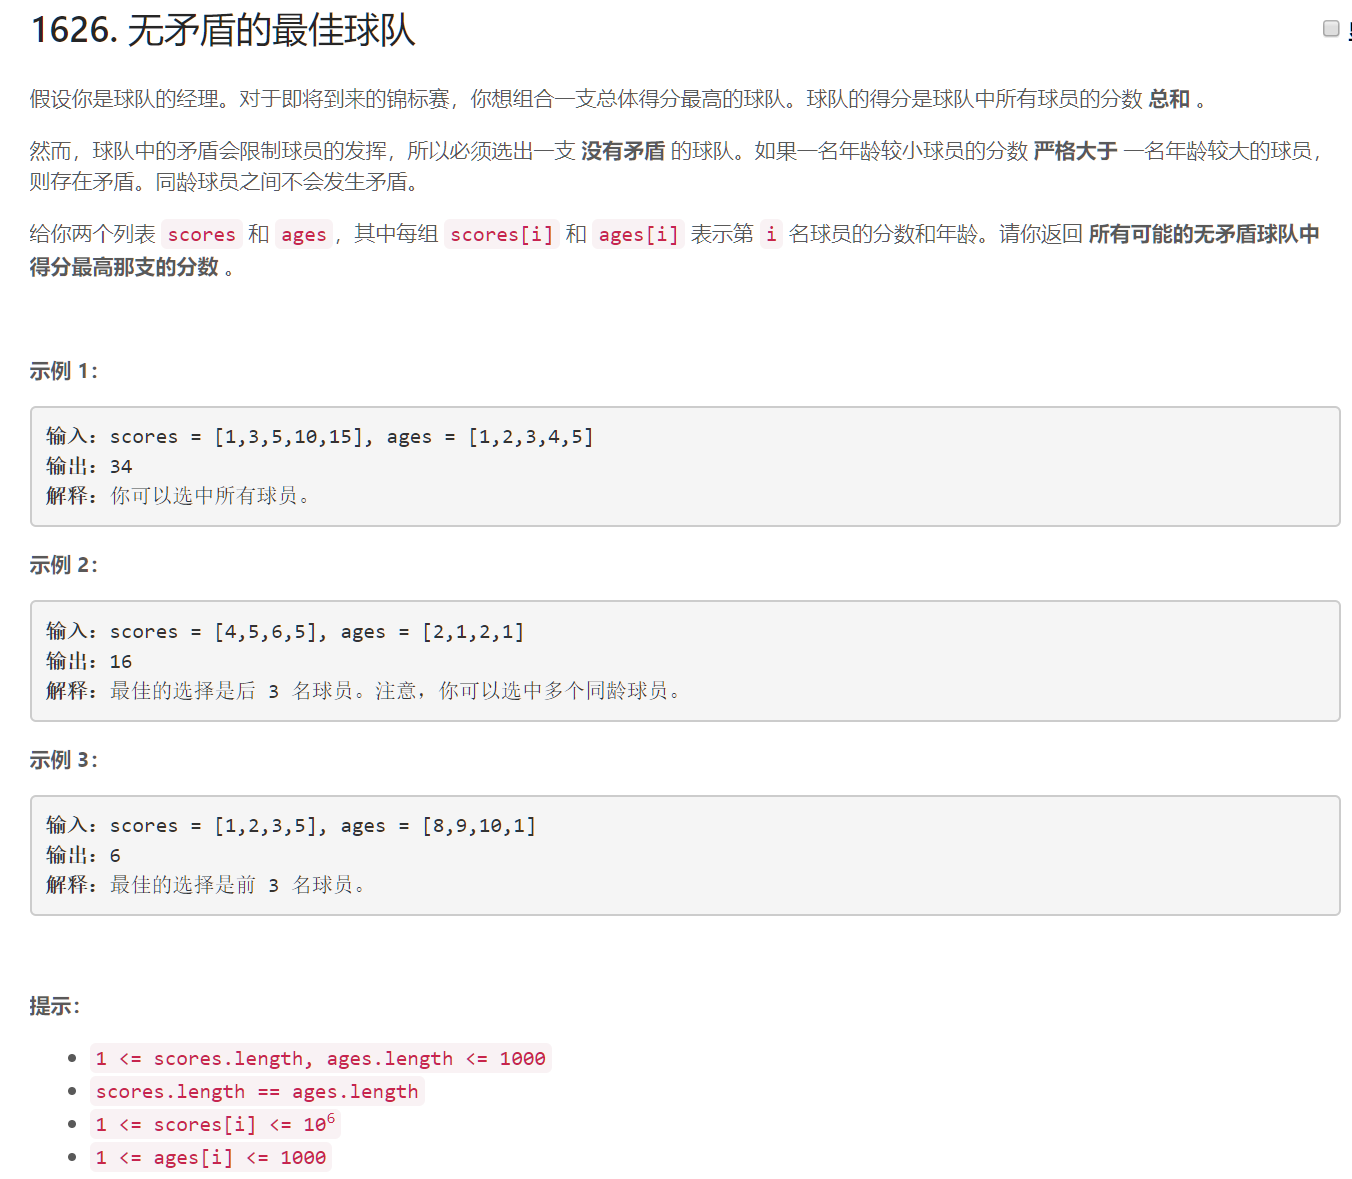 1626. 无矛盾的最佳球队
假设你是球队的经理。对于即将到来的锦标赛，你想组合一支总体得分最高的球队。球队的得分是球队中所有球员的分数 总和 。
然而，球队中的矛盾会限制球员的发挥，所以必须选出一支 没有矛盾 的球队。如果一名年龄较小球员的分数 严格大于 一名年龄较大的球员，
则存在矛盾。同龄球员之间不会发生矛盾。
给你两个列表 scores 和 ages，其中每组 scores[i] 和 ages[i] 表示第 i 名球员的分数和年龄。请你返回 所有可能的无矛盾球队中
得分最高那支的分数 。
示例 1：
输入：scores = [1,3,5,10,15], ages = [1,2,3,4,5]
输出：34
解释：你可以选中所有球员。
示例 2：
输入：scores = [4,5,6,5], ages = [2,1,2,1]
输出：16
解释：最佳的选择是后 3 名球员。注意，你可以选中多个同龄球员。
示例 3：
输入：scores = [1,2,3,5], ages = [8,9,10,1]
输出：6
解释：最佳的选择是前 3 名球员。
提示：
• 1 <= scores.length, ages.length <= 1000
• scores.length == ages.length
• 1 <= scores[i] <= 10⁶
• 1 <= ages[i] <= 1000